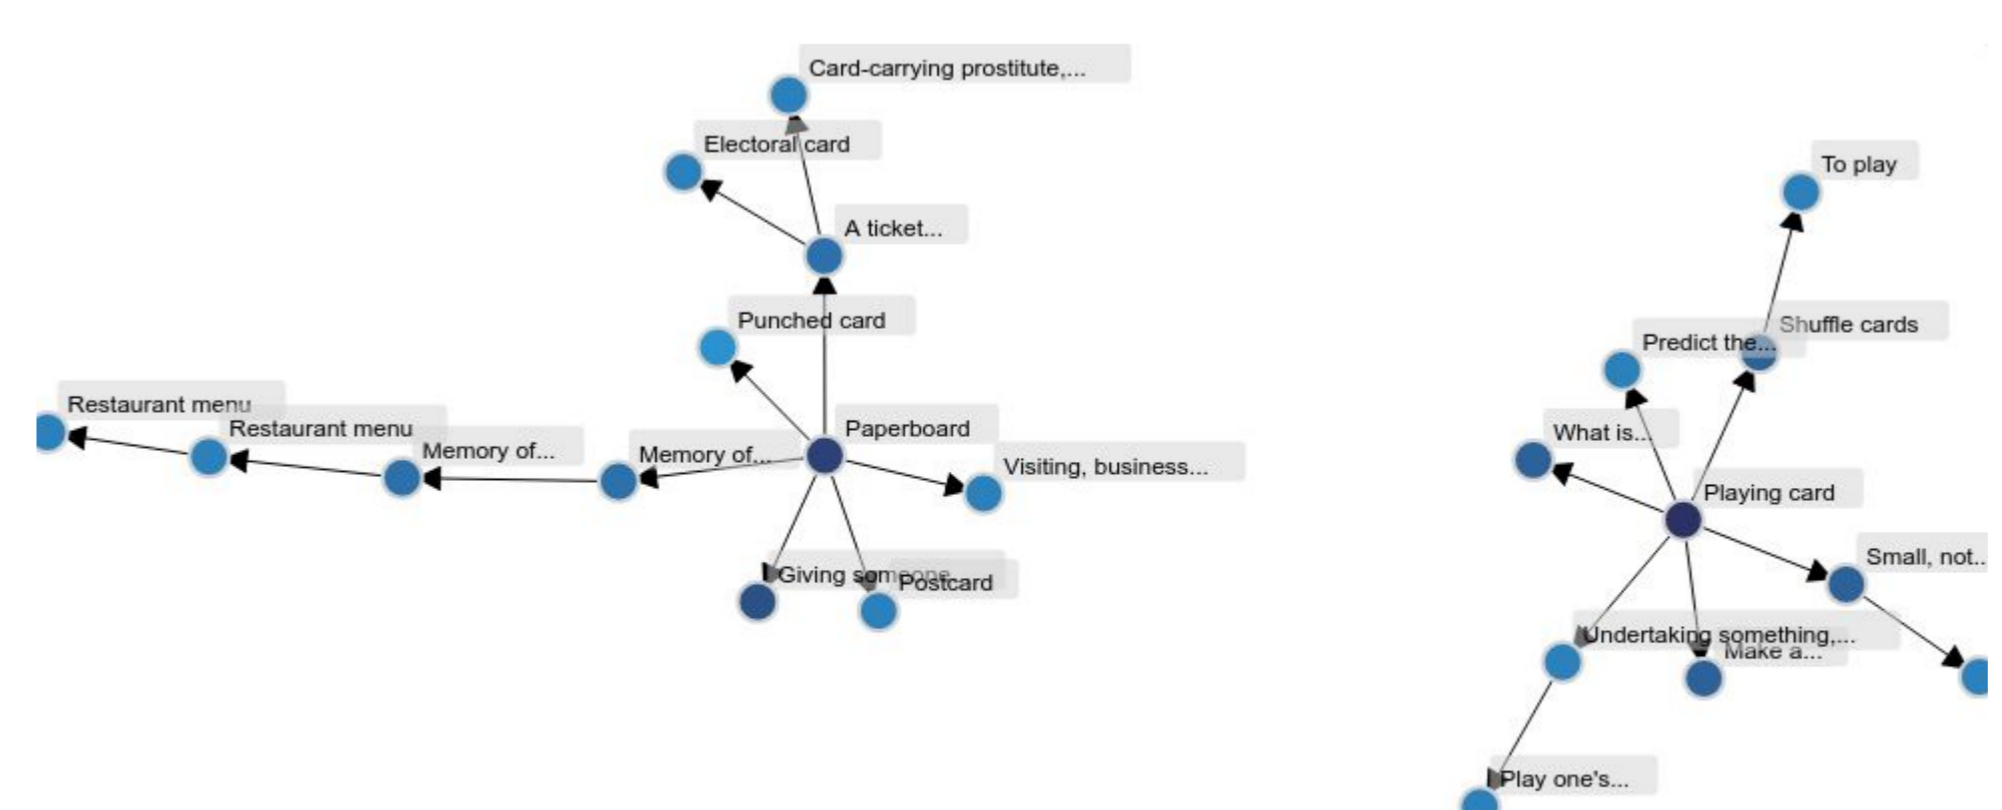 Card-carrying prostitute,...
Electoral card
To play
A ticket...
Punched card
Shuffle cards
Predict the...
Restaurant menu
Restaurant menu
Paperboard
What is...
Memory of...
Memory of...
Visiting, business...
Playing card
Small, not...
Giving someone
Postcard
Undertaking something,...
Make a...
Play one's...